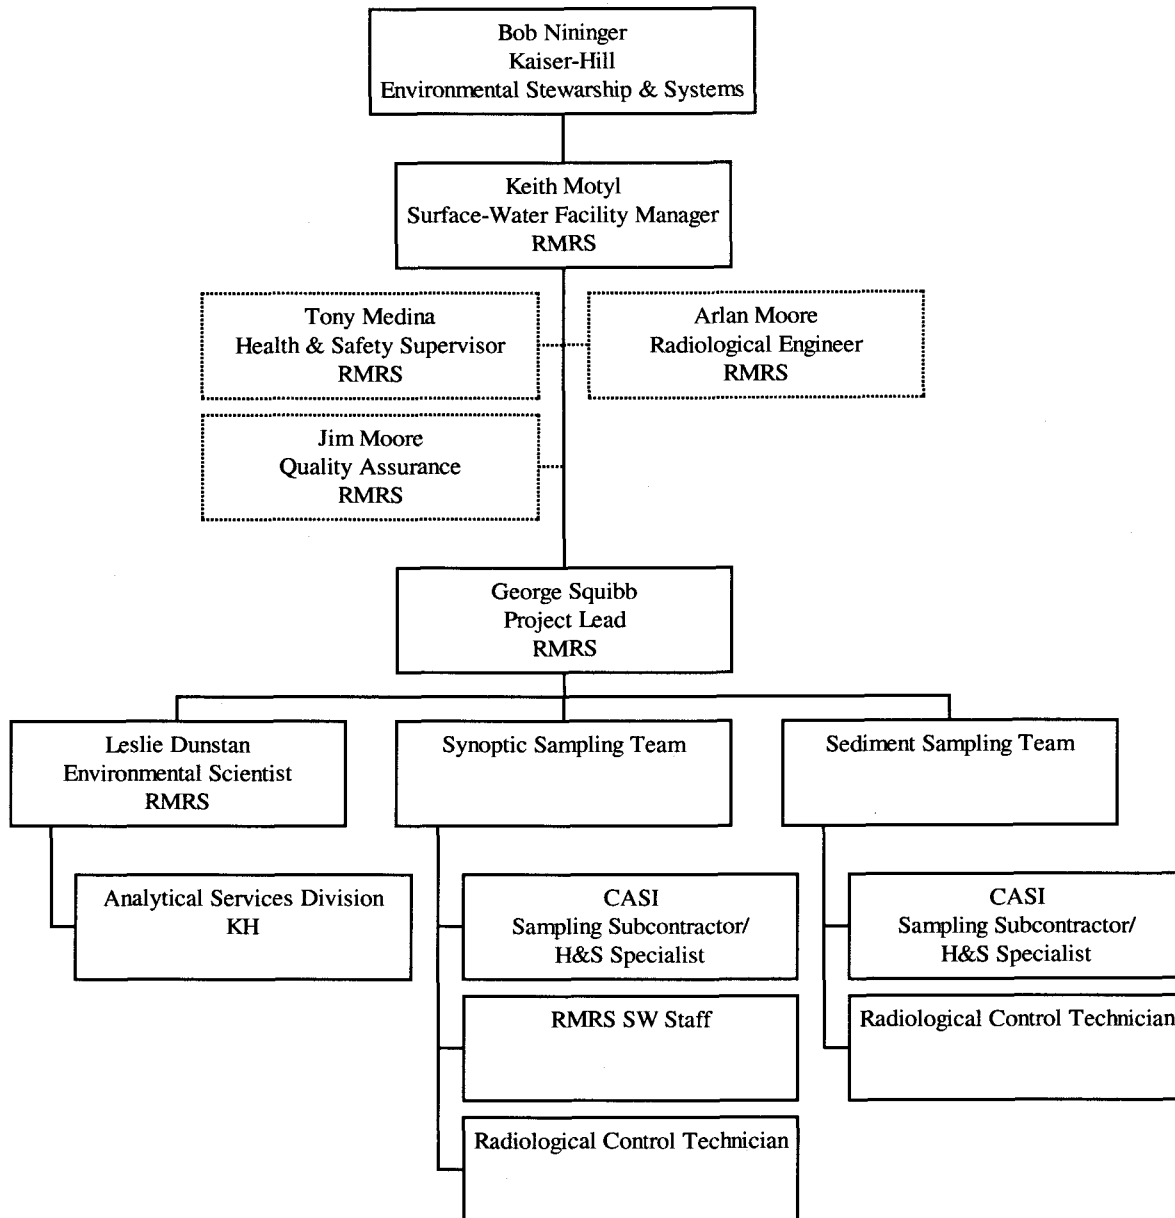 Bob Nininger
Kaiser-Hill
Environmental Stewarship & Systems
Keith Motyl
Surface-Water Facility Manager
RMRS
Tony Medina
Health & Safety Supervisor
RMRS
Arlan Moore
Radiological Engineer
RMRS
Jim Moore
Quality Assurance
RMRS
George Squibb
Project Lead
RMRS
Leslie Dunstan
Environmental Scientist
RMRS
Synoptic Sampling Team
Sediment Sampling Team
Analytical Services Division
KH
CASI
Sampling Subcontractor/
H&S Specialist
CASI
Sampling Subcontractor/
H&S Specialist
RMRS SW Staff
Radiological Control Technician
Radiological Control Technician